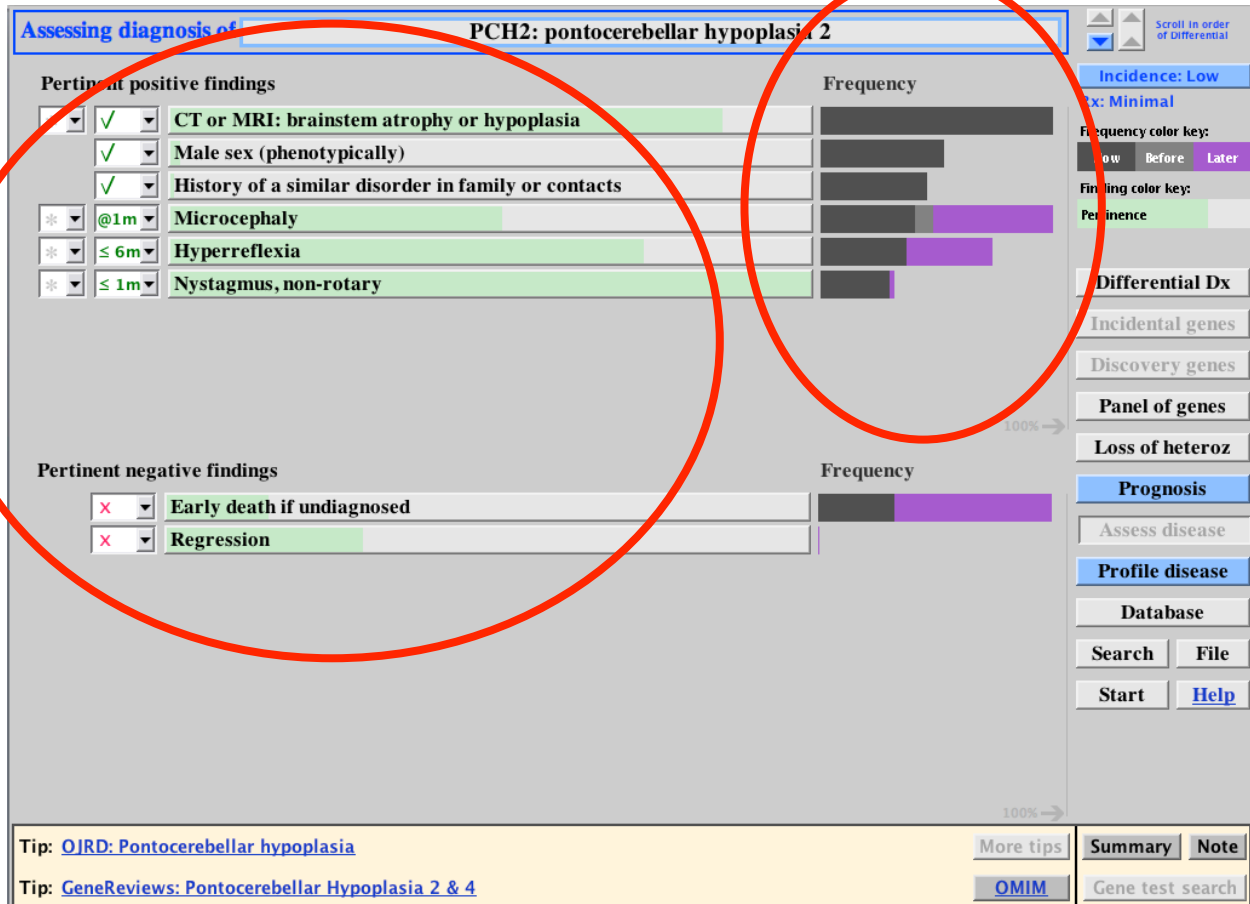 Assessing diagnosis of PCH2: pontocerebellar hypoplasia 2
Scroll in order
of Differential
Pertinent positive findings Frequency
Incidence: Low
Rx: Minimal
√ CT or MRI: brainstem atrophy or hypoplasia
Frequency color key:
√ Male sex (phenotypically)
Now Before Later
√ History of a similar disorder in family or contacts
Finding color key:
* @1m Microcephaly
Pertinence
* ≤ 6m Hyperreflexia
* ≤ 1m Nystagmus, non-rotary
Differential Dx
Incidental genes
Discovery genes
Panel of genes
100%
Loss of heteroz
Pertinent negative findings Frequency
Prognosis
x Early death if undiagnosed
Assess disease
x Regression
Profile disease
Database
Search File
Start Help
100%
Tip: OJRD: Pontocerebellar hypoplasia More tips Summary Note
Tip: GeneReviews: Pontocerebellar Hypoplasia 2 & 4 OMIM Gene test search